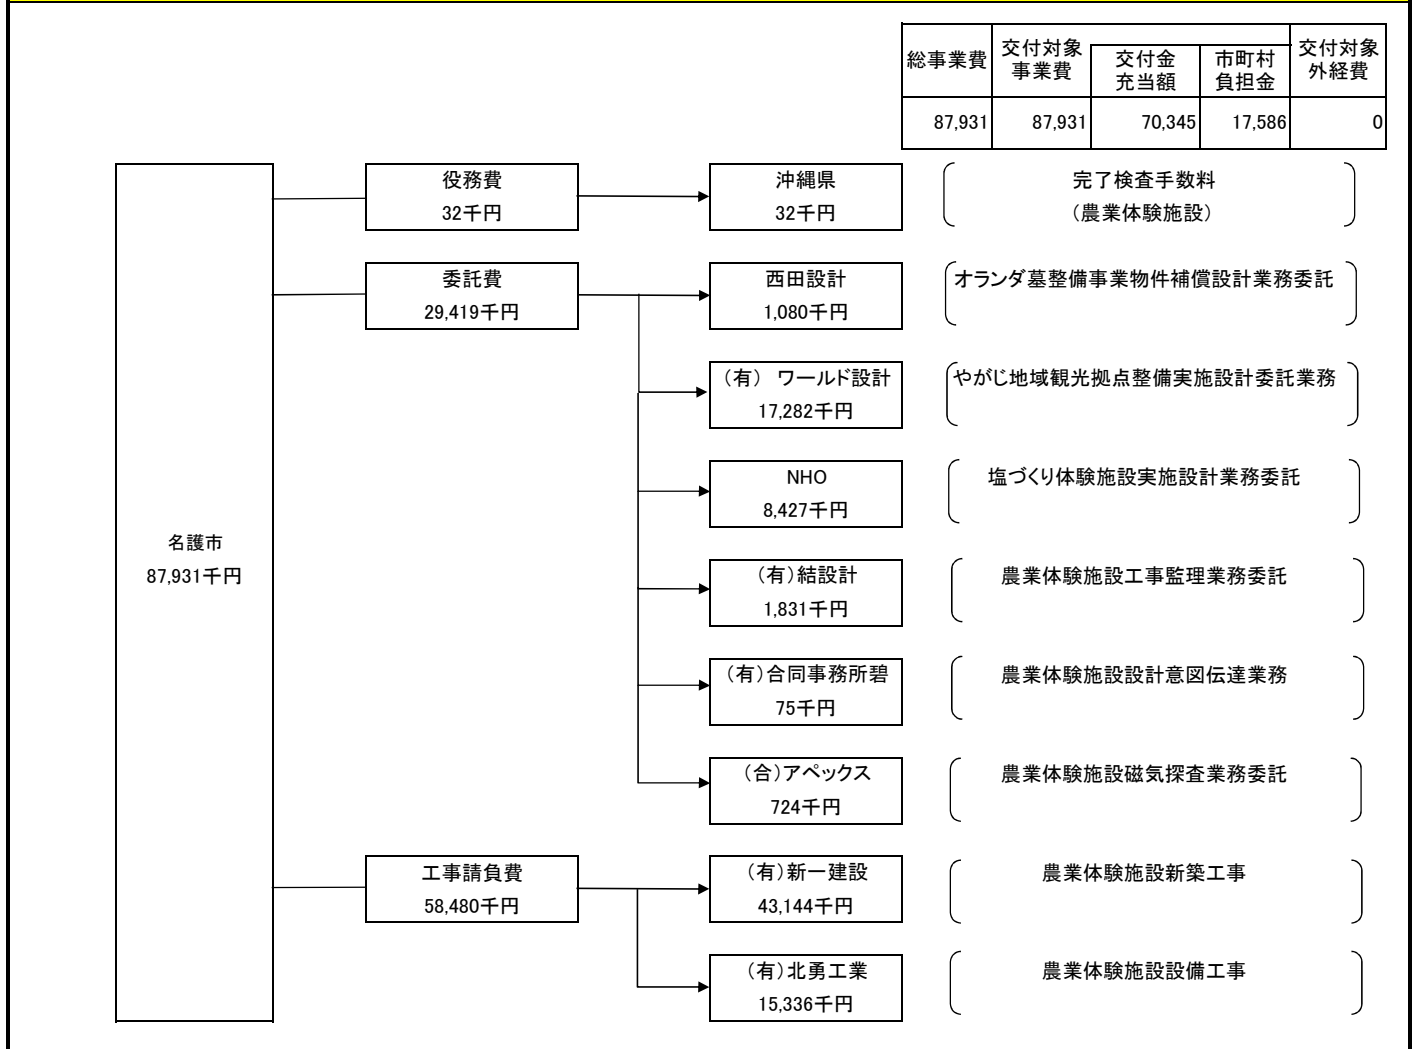 総事業費
交付対象
事業費
交付金
充当額
市町村
負担金
交付対象
外経費
87,931 87,931 70,345 17,586 0
名護市
87,931千円
役務費
32千円
沖縄県
32千円
完了検査手数料
（農業体験施設）
委託費
29,419千円
西田設計
1,080千円
オランダ墓整備事業物件補償設計業務委託
（有） ワールド設計
17,282千円
やがじ地域観光拠点整備実施設計委託業務
NHO
8,427千円
塩づくり体験施設実施設計業務委託
（有）結設計
1,831千円
農業体験施設工事監理業務委託
（有）合同事務所碧
75千円
農業体験施設設計意図伝達業務
（合）アペックス
724千円
農業体験施設磁気探査業務委託
工事請負費
58,480千円
（有）新一建設
43,144千円
農業体験施設新築工事
（有）北勇工業
15,336千円
農業体験施設設備工事